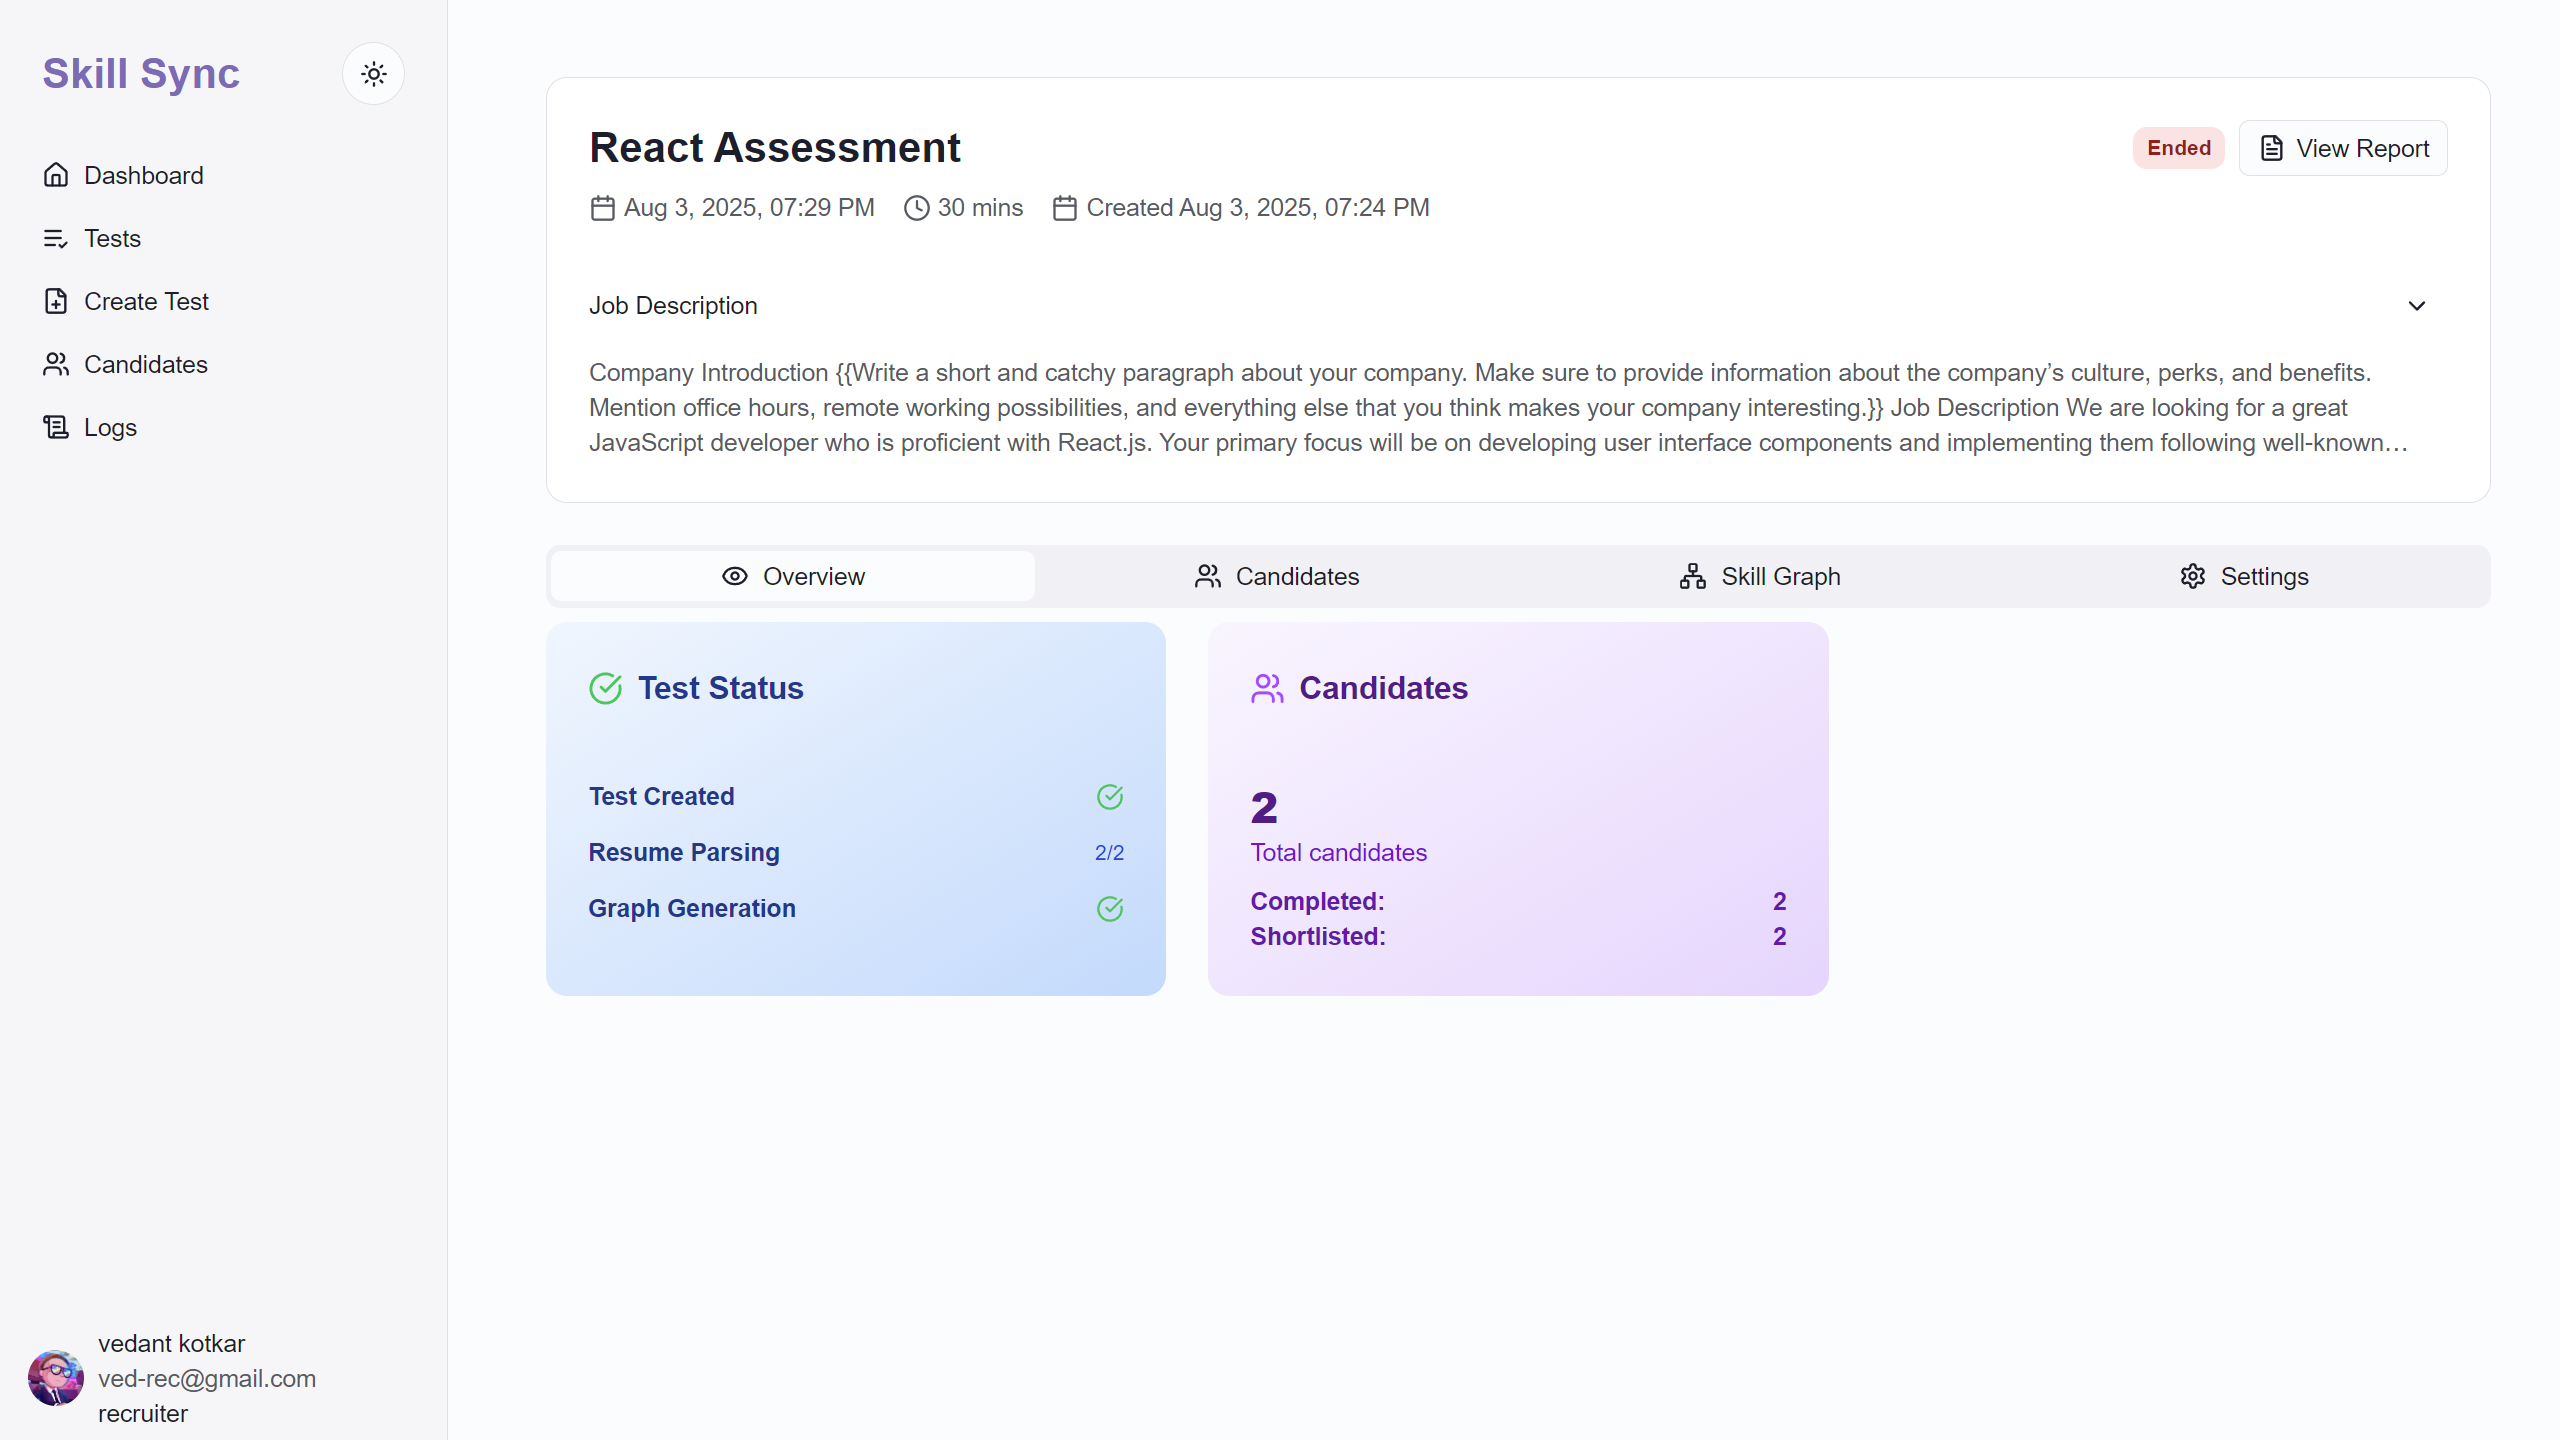 Skill Sync
Dashboard
Tests
Create Test
Candidates
Logs
vedant kotkar
ved-rec@gmail.com
recruiter
React Assessment
Ended
View Report
Aug 3, 2025, 07:29 PM
30 mins
Created Aug 3, 2025, 07:24 PM
Job Description
Company Introduction {{Write a short and catchy paragraph about your company. Make sure to provide information about the company’s culture, perks, and benefits.
Mention office hours, remote working possibilities, and everything else that you think makes your company interesting.}} Job Description We are looking for a great
JavaScript developer who is proficient with React.js. Your primary focus will be on developing user interface components and implementing them following well-known…
Overview
Candidates
Skill Graph
Settings
Test Status
Test Created
Resume Parsing 2/2
Graph Generation
Candidates
2
Total candidates
Completed: 2
Shortlisted: 2